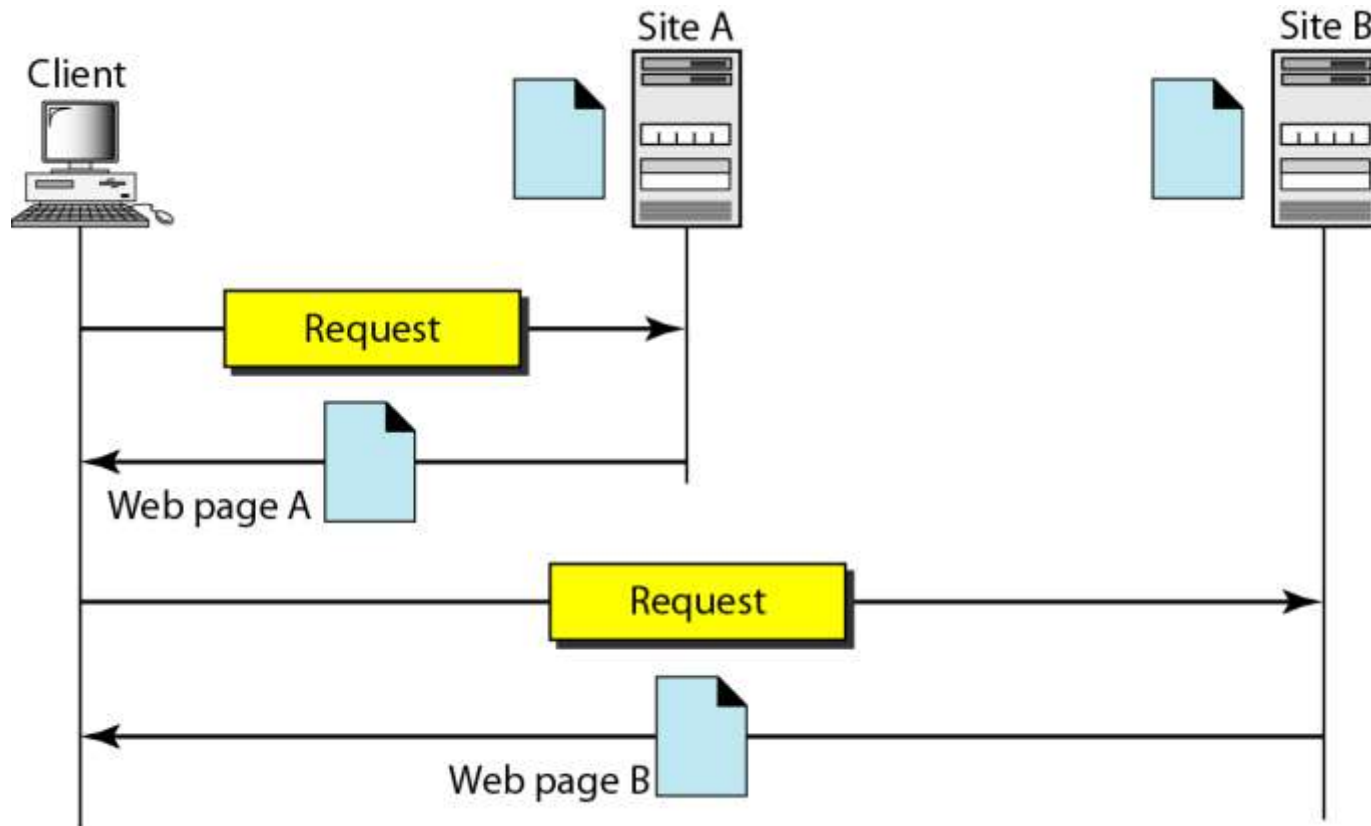 Site A
Site B
Client
Request
Web page A
Request
Web page B